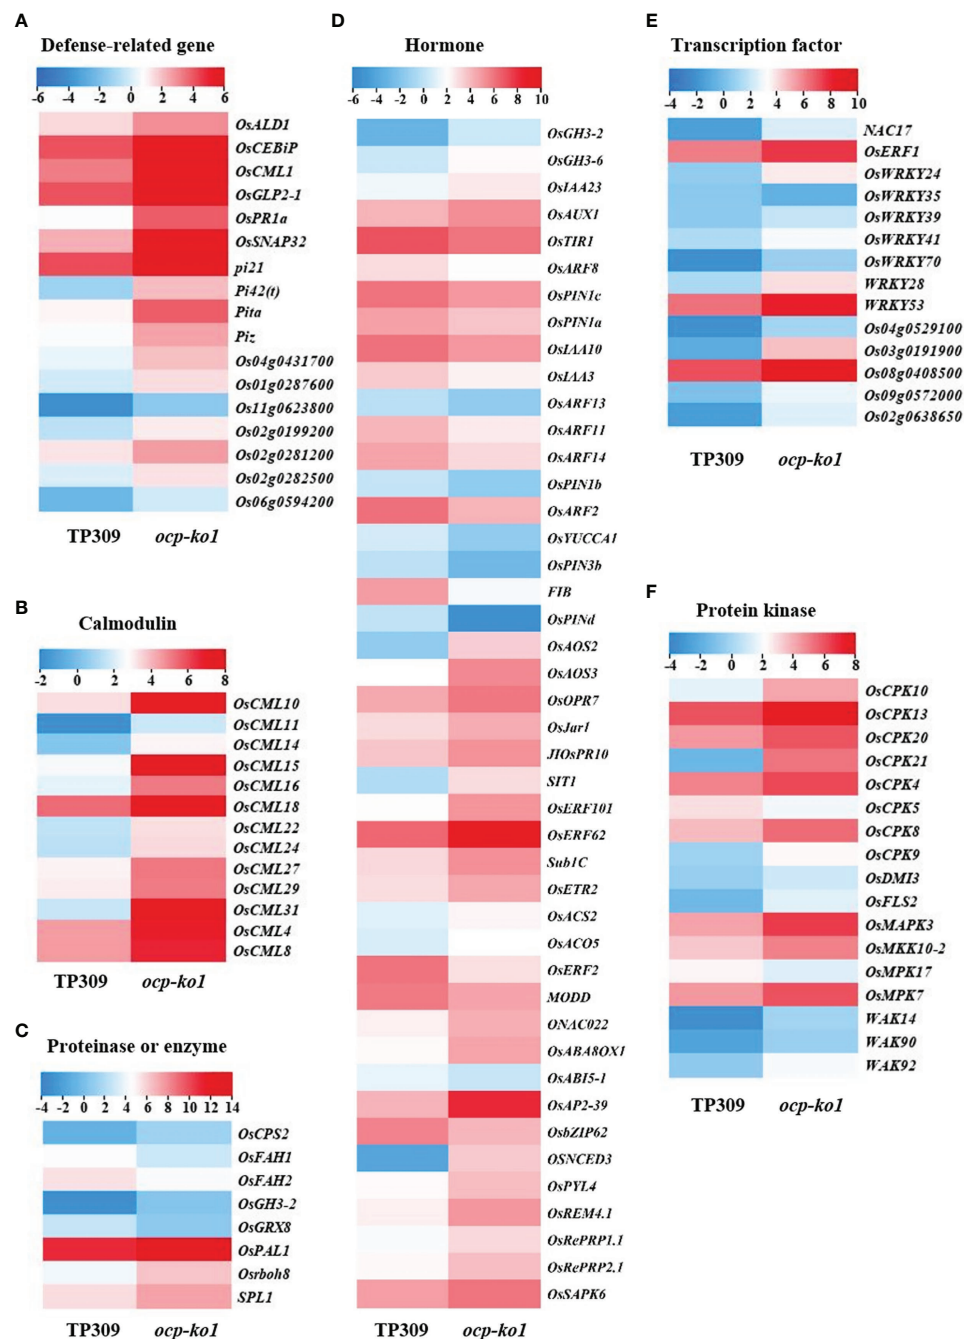 A
Defense-related gene
-6 -4 -2 0 2 4 6
OsALD1
OsCEBiP
OsCML1
OsGLP2-1
OsPR1a
OsSNAP32
pi21
Pi42(t)
Pita
Piz
Os04g0431700
Os01g0287600
Os11g0623800
Os02g0199200
Os02g0281200
Os02g0282500
Os06g0594200
TP309 ocp-ko1
B
Calmodulin
-2 0 2 4 6 8
OsCML10
OsCML11
OsCML14
OsCML15
OsCML16
OsCML18
OsCML22
OsCML24
OsCML27
OsCML29
OsCML31
OsCML4
OsCML8
TP309 ocp-ko1
C
Proteinase or enzyme
-4 -2 0 2 4 6 8 10 12 14
OsCPS2
OsFAH1
OsFAH2
OsGH3-2
OsGRX8
OsPAL1
Osrboh8
SPL1
TP309 ocp-ko1
D
Hormone
-6 -4 -2 0 2 4 6 8 10
OsGH3-2
OsGH3-6
OsIAA23
OsAUX1
OsTIR1
OsARF8
OsPIN1c
OsPIN1a
OsIAA10
OsIAA3
OsARF13
OsARF11
OsARF14
OsPIN1b
OsARF2
OsYUCCA1
OsPIN3b
FIB
OsPINd
OsAOS2
OsAOS3
OsOPR7
OsJar1
JIOsPR10
SIT1
OsERF101
OsERF62
Sub1C
OsETR2
OsACS2
OsACO5
OsERF2
MODD
ONAC022
OsABA8OX1
OsABI5-1
OsAP2-39
OsbZIP62
OSNCED3
OsPYL4
OsREM4.1
OsRePRP1.1
OsRePRP2.1
OsSAPK6
TP309 ocp-ko1
E
Transcription factor
-4 -2 0 2 4 6 8 10
NAC17
OsERF1
OsWRKY24
OsWRKY35
OsWRKY39
OsWRKY41
OsWRKY70
WRKY28
WRKY53
Os04g0529100
Os03g0191900
Os08g0408500
Os09g0572000
Os02g0638650
TP309 ocp-ko1
F
Protein kinase
-4 -2 0 2 4 6 8
OsCPK10
OsCPK13
OsCPK20
OsCPK21
OsCPK4
OsCPK5
OsCPK8
OsCPK9
OsDMI3
OsFLS2
OsMAPK3
OsMKK10-2
OsMPK17
OsMPK7
WAK14
WAK90
WAK92
TP309 ocp-ko1